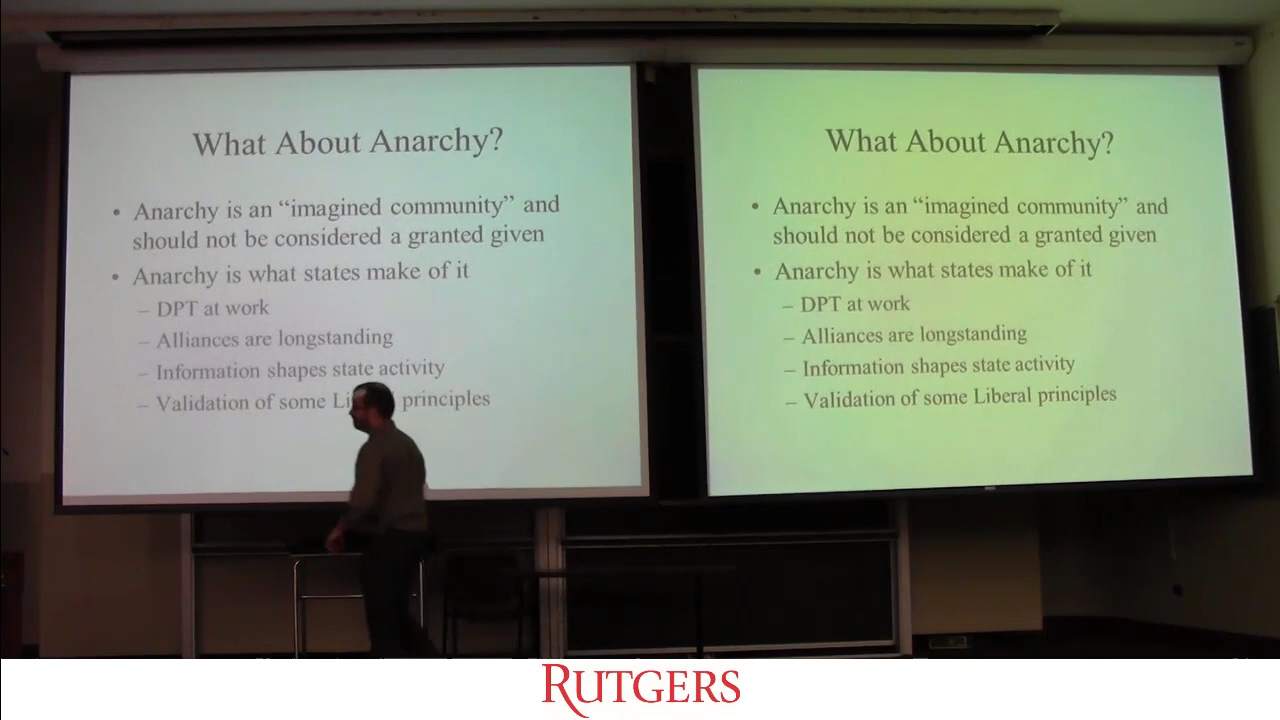 What About Anarchy?
• Anarchy is an “imagined community” and
should not be considered a granted given
• Anarchy is what states make of it
– DPT at work
– Alliances are longstanding
– Information shapes state activity
– Validation of some Li principles
What About Anarchy?
• Anarchy is an “imagined community” and
should not be considered a granted given
• Anarchy is what states make of it
– DPT at work
– Alliances are longstanding
– Information shapes state activity
– Validation of some Liberal principles
RUTGERS